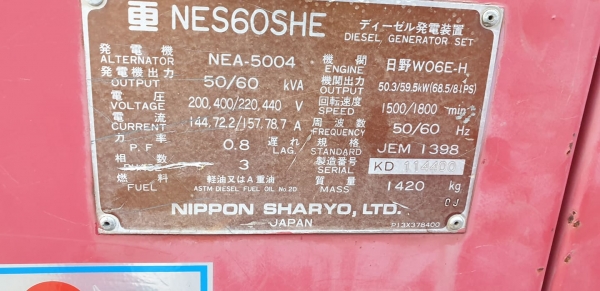 重 NES60SHE ディーゼル発電装置
DIESEL GENERATOR SET
発電機 ALTERNATOR NEA-5004
機関 ENGINE 日野W06E-H
発電機出力 OUTPUT 50/60 kVA
機関出力 OUTPUT 50.3/59.5kW(68.5/81PS)
電圧 VOLTAGE 200,400/220,440 V
回転速度 SPEED 1500/1800 min⁻¹
電流 CURRENT 144,72.2/157,78.7 A
周波数 FREQUENCY 50/60 Hz
P.F 0.8 遅れ LAG.
規格 STANDARD JEM 1398
相数 PHASE 3
製造番号 SERIAL KD
燃料 FUEL 軽油又はA重油
ASTM DIESEL FUEL OIL No.2D
質量 MASS 1420 kg
CJ
NIPPON SHARYO, LTD.
JAPAN
P13X378400